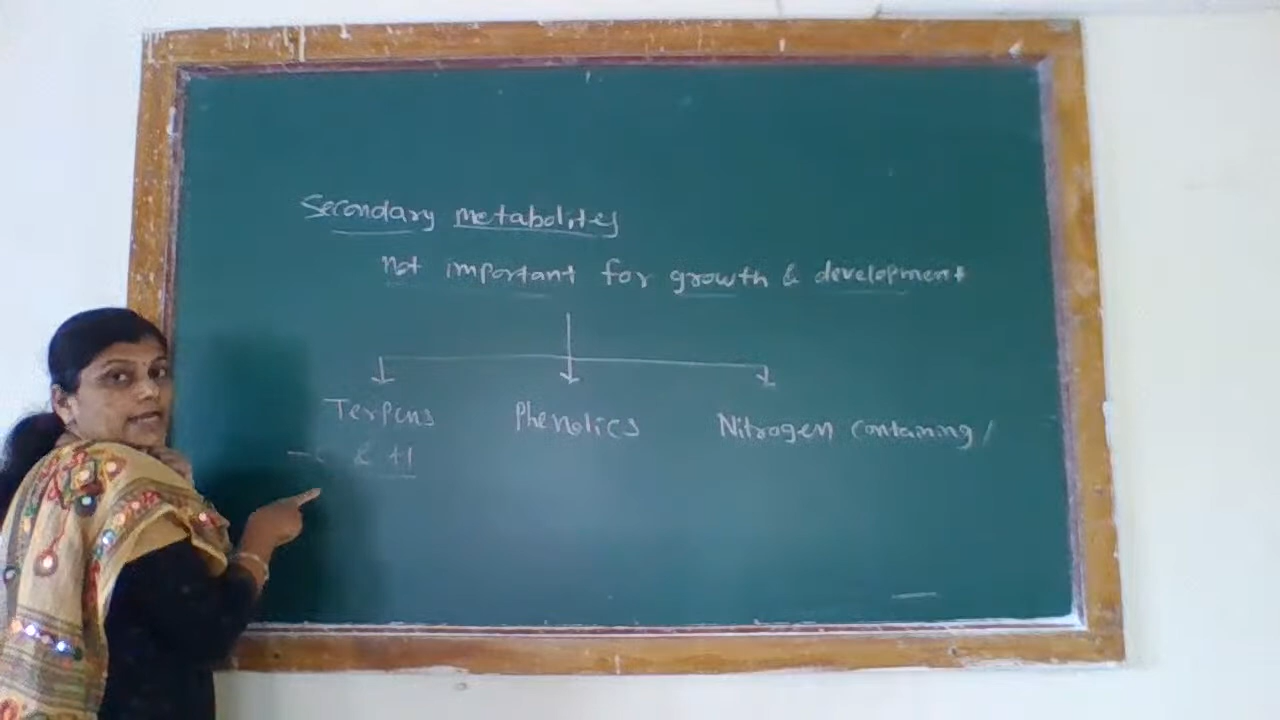 Secondary metabolites
not important for growth & development
Terpens Phenolics Nitrogen containing /
- c & H